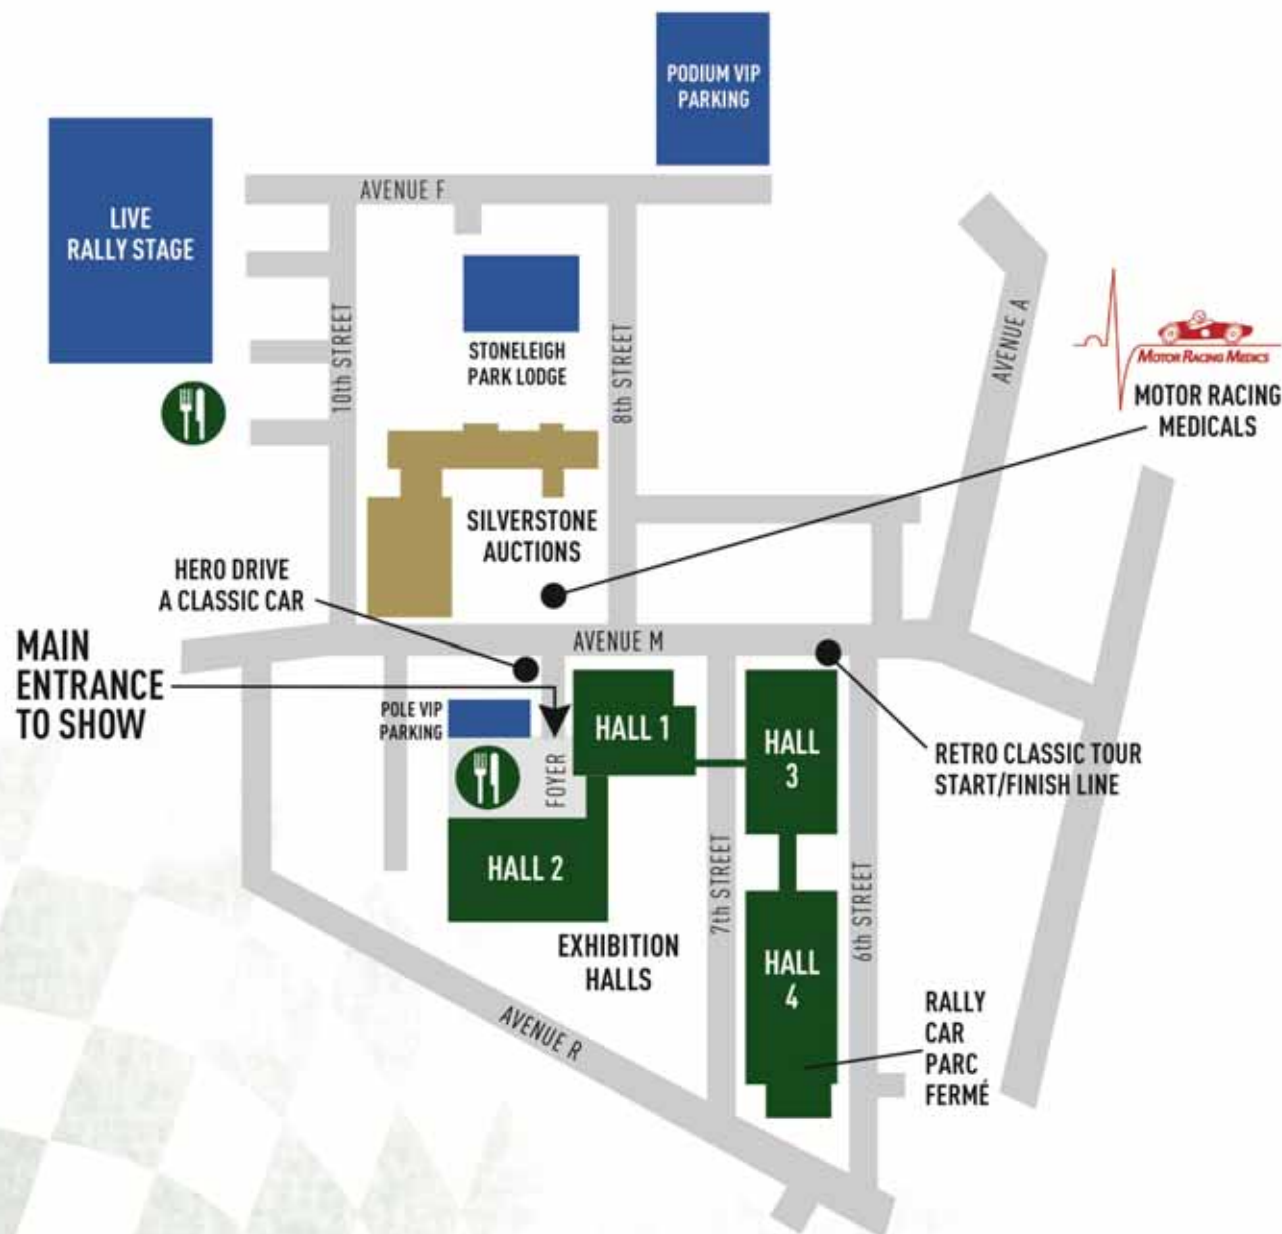 PODIUM VIP
PARKING
LIVE
RALLY STAGE
AVENUE F
10th STREET
STONELEIGH
PARK LODGE
8th STREET
AVENUE A
MOTOR RACING MEDICS
MOTOR RACING
MEDICALS
SILVERSTONE
AUCTIONS
HERO DRIVE
A CLASSIC CAR
AVENUE M
MAIN
ENTRANCE
TO SHOW
POLE VIP
PARKING
FOYER
HALL 1
HALL
3
RETRO CLASSIC TOUR
START/FINISH LINE
HALL 2
7th STREET
6th STREET
EXHIBITION
HALLS
HALL
4
RALLY
CAR
PARC
FERMÉ
AVENUE R